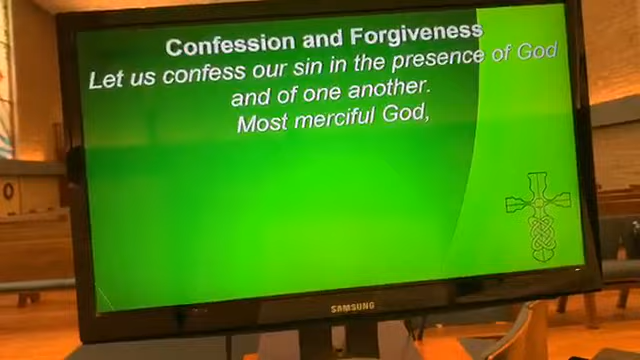 Confession and Forgiveness
Let us confess our sin in the presence of God
and of one another.
Most merciful God,
SAMSUNG